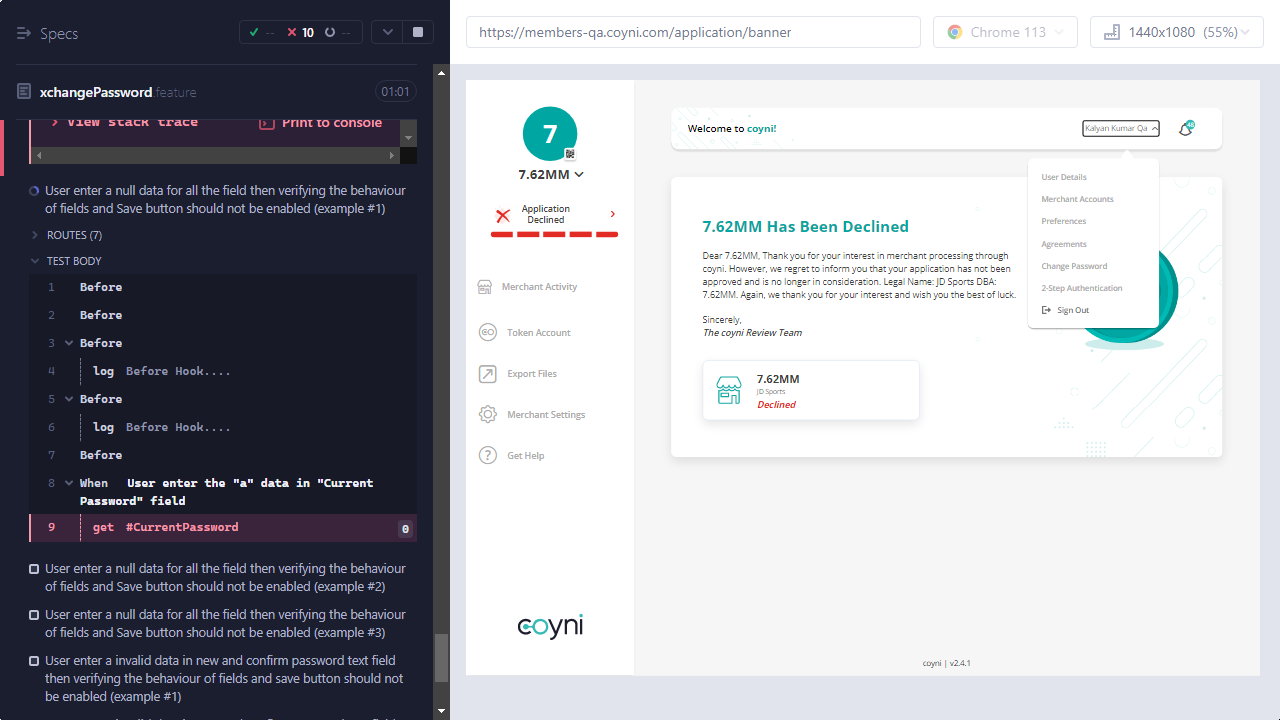 Specs
--
10
--
https://members-qa.coyni.com/application/banner
Chrome 113
1440x1080 (55%)
xchangePassword.feature
01:01
View stack trace
Print to console
User enter a null data for all the field then verifying the behaviour
of fields and Save button should not be enabled (example #1)
ROUTES (7)
TEST BODY
1 Before
2 Before
3 Before
4 log Before Hook....
5 Before
6 log Before Hook....
7 Before
8 When User enter the "a" data in "Current
Password" field
9 get #CurrentPassword 0
User enter a null data for all the field then verifying the behaviour
of fields and Save button should not be enabled (example #2)
User enter a null data for all the field then verifying the behaviour
of fields and Save button should not be enabled (example #3)
User enter a invalid data in new and confirm password text field
then verifying the behaviour of fields and save button should not
be enabled (example #1)
7
7.62MM
Application
Declined
Merchant Activity
Token Account
Export Files
Merchant Settings
Get Help
coyni
Welcome to coyni!
Kalyan Kumar Qa
User Details
Merchant Accounts
Preferences
Agreements
Change Password
2-Step Authentication
Sign Out
7.62MM Has Been Declined
Dear 7.62MM, Thank you for your interest in merchant processing through
coyni. However, we regret to inform you that your application has not been
approved and is no longer in consideration. Legal Name: JD Sports DBA:
7.62MM. Again, we thank you for your interest and wish you the best of luck.
Sincerely,
The coyni Review Team
7.62MM
JD Sports
Declined
coyni | v2.4.1